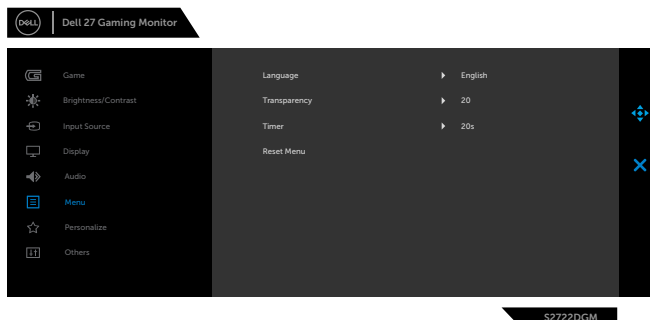 DELL
Dell 27 Gaming Monitor
Game
Language
English
Brightness/Contrast
Transparency
20
Input Source
Timer
20s
Display
Reset Menu
Audio
Menu
Personalize
Others
S2722DGM